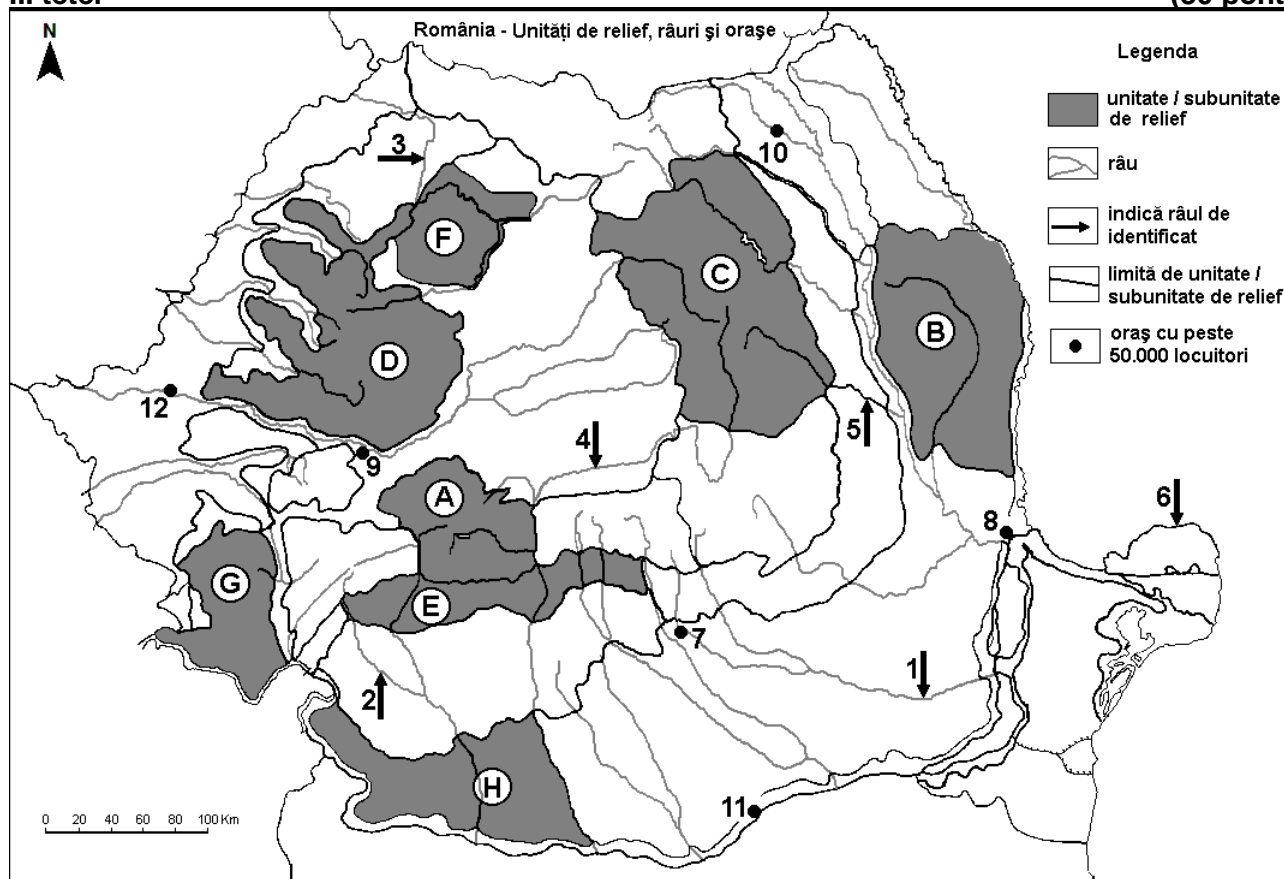 România - Unități de relief, râuri și orașe
N
Legenda
unitate / subunitate
de relief
râu
indică râul de
identificat
limită de unitate /
subunitate de relief
oraș cu peste
50.000 locuitori
3
10
F
C
B
D
12
9
4
5
A
6
8
G
E
7
2
1
H
11
0 20 40 60 80 100 Km